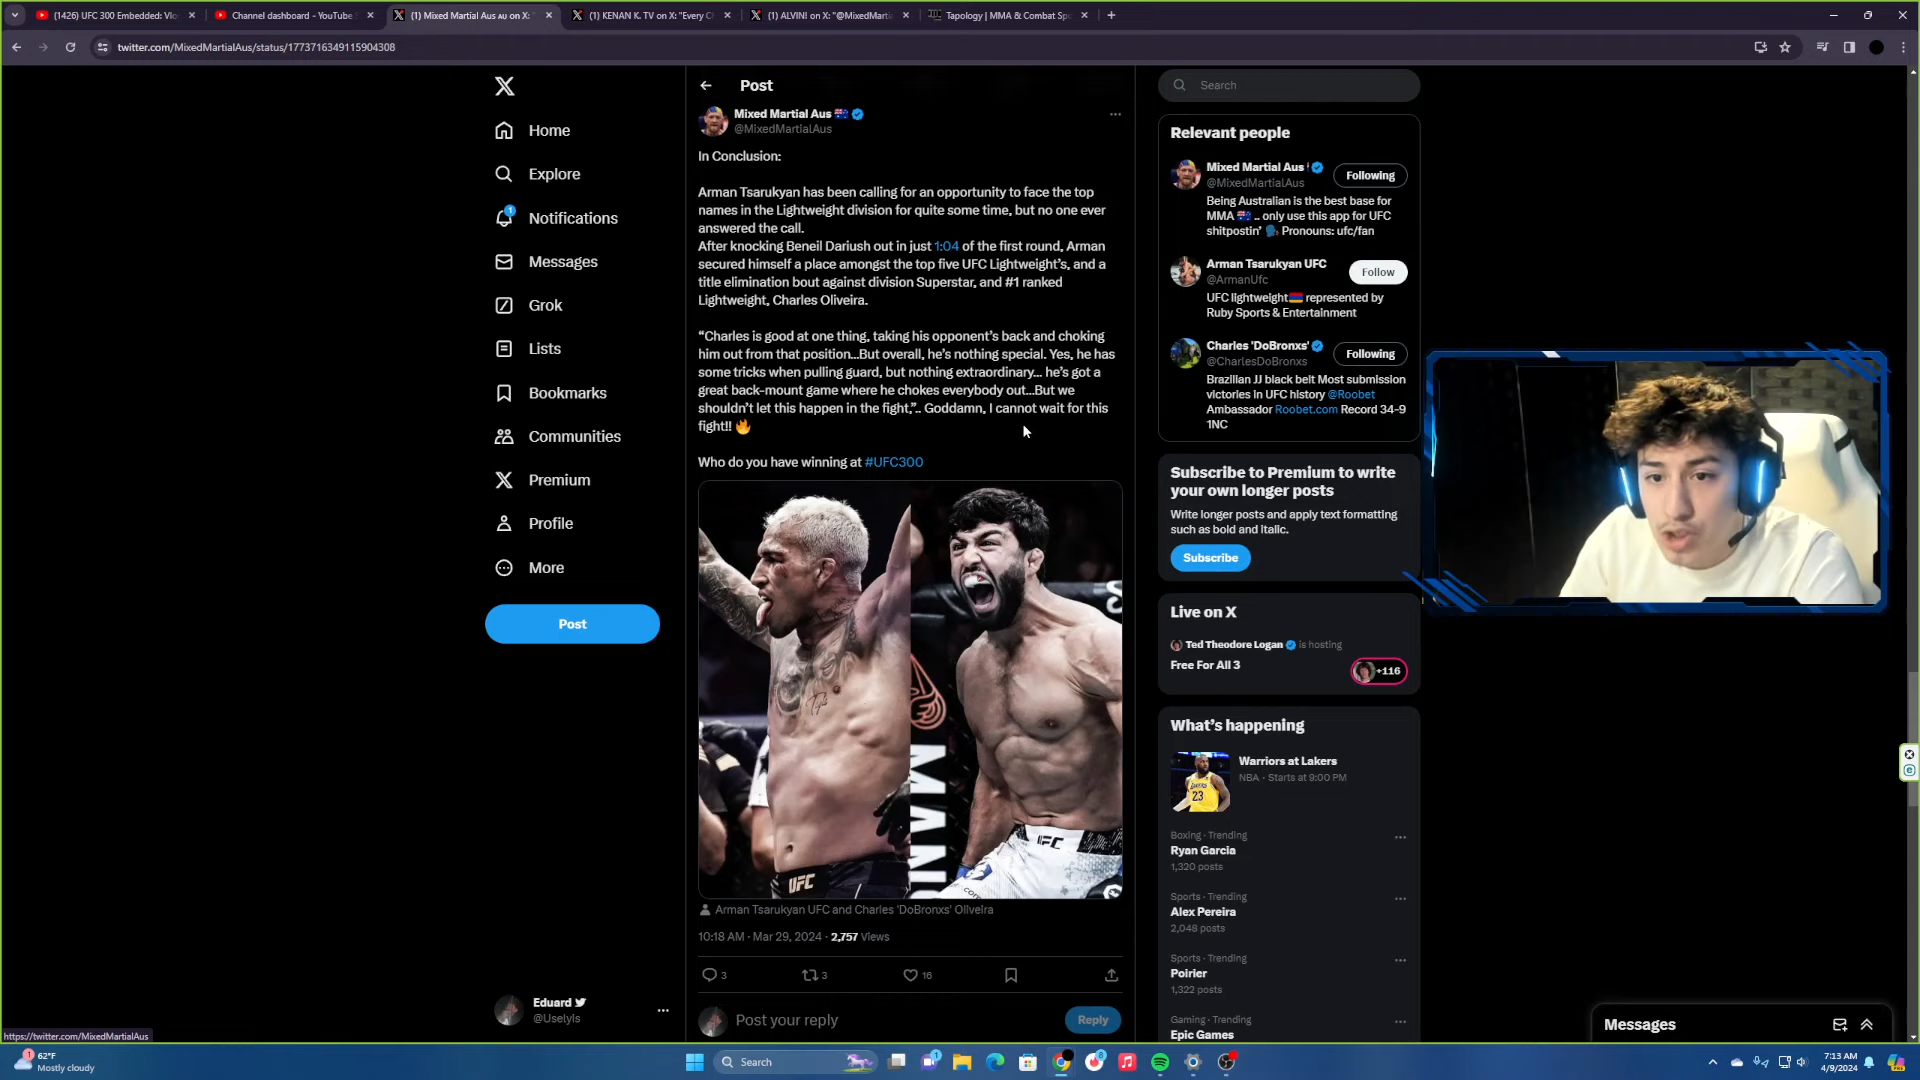 (1426) UFC 300 Embedded: Vlo
Channel dashboard - YouTube
(1) Mixed Martial Aus AU on X: "
(1) KENAN K. TV on X: "Every C
(1) ALVIN! on X: "@MixedMartia
Tapology | MMA & Combat Sp
twitter.com/MixedMartialAus/status/1773716349115904308
Home
Explore
1
Notifications
Messages
Grok
Lists
Bookmarks
Communities
Premium
Profile
More
Post
Eduard
@Uselyls
https://twitter.com/MixedMartialAus
Post
Mixed Martial Aus
@MixedMartialAus
In Conclusion:
Arman Tsarukyan has been calling for an opportunity to face the top
names in the Lightweight division for quite some time, but no one ever
answered the call.
After knocking Beneil Dariush out in just 1:04 of the first round, Arman
secured himself a place amongst the top five UFC Lightweight's, and a
title elimination bout against division Superstar, and #1 ranked
Lightweight, Charles Oliveira.
“Charles is good at one thing, taking his opponent's back and choking
him out from that position...But overall, he's nothing special. Yes, he has
some tricks when pulling guard, but nothing extraordinary... he's got a
great back-mount game where he chokes everybody out...But we
shouldn't let this happen in the fight,”.. Goddamn, I cannot wait for this
fight!! 🔥
Who do you have winning at #UFC300
UFC
MANI
UFC
Arman Tsarukyan UFC and Charles 'DoBronxs' Oliveira
10:18 AM · Mar 29, 2024 · 2,757 Views
3
3
16
Post your reply
Reply
Search
Relevant people
Mixed Martial Aus
@MixedMartialAus
Following
Being Australian is the best base for
MMA 🇦🇺 .. only use this app for UFC
shitpostin' 🗣 Pronouns: ufc/fan
Arman Tsarukyan UFC
@ArmanUfc
Follow
UFC lightweight🇦🇲 represented by
Ruby Sports & Entertainment
Charles 'DoBronxs'
@CharlesDoBronxs
Following
Brazilian JJ black belt Most submission
victories in UFC history @Roobet
Ambassador Roobet.com Record 34-9
1NC
Subscribe to Premium to write
your own longer posts
Write longer posts and apply text formatting
such as bold and italic.
Subscribe
Live on X
Ted Theodore Logan is hosting
Free For All 3
+116
What's happening
Warriors at Lakers
NBA · Starts at 9:00 PM
23
Boxing · Trending
Ryan Garcia
1,320 posts
Sports · Trending
Alex Pereira
2,048 posts
Sports · Trending
Poirier
1,322 posts
Gaming · Trending
Epic Games
Messages
1
62°F
Mostly cloudy
Search
7:13 AM
4/9/2024